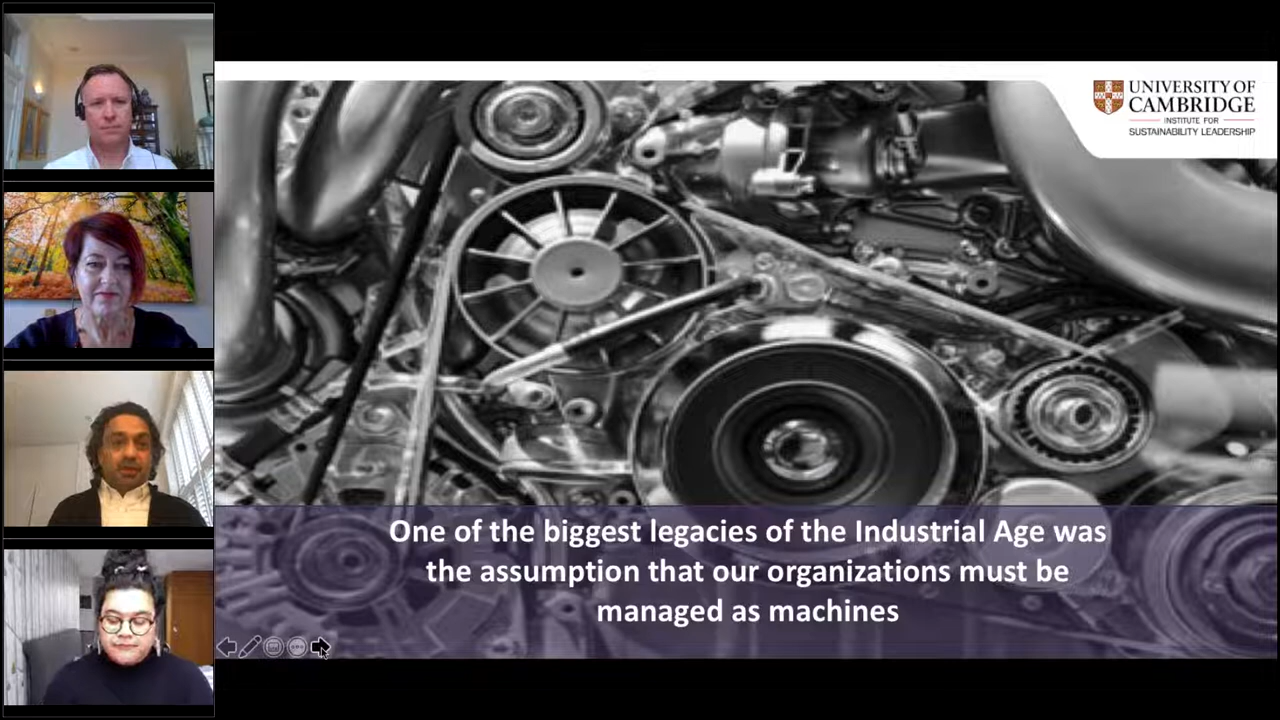 UNIVERSITY OF
CAMBRIDGE
INSTITUTE FOR
SUSTAINABILITY LEADERSHIP
One of the biggest legacies of the Industrial Age was
the assumption that our organizations must be
managed as machines